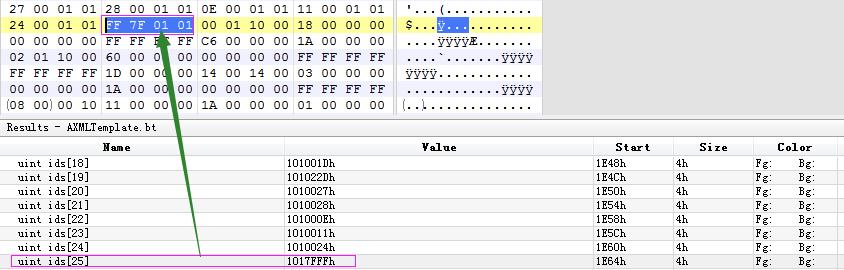 27 00 01 01 28 00 01 01 0E 00 01 01 11 00 01 01 '...(...........
24 00 01 01 FF 7F 01 01 00 01 10 00 18 00 00 00 $...ÿ...........
00 00 00 00 FF FF FF FF C6 00 00 00 1A 00 00 00 ....ÿÿÿÿÆ.......
02 01 10 00 60 00 00 00 00 00 00 00 FF FF FF FF ....`.......ÿÿÿÿ
FF FF FF FF 1D 00 00 00 14 00 14 00 03 00 00 00 ÿÿÿÿ............
00 00 00 00 1A 00 00 00 00 00 00 00 FF FF FF FF ............ÿÿÿÿ
(08 00) 00 10 11 00 00 00 1A 00 00 00 01 00 00 00 (..).............
Results - AXMLTemplate.bt
Name Value Start Size Color
uint ids[18] 101001Dh 1E48h 4h Fg: Bg:
uint ids[19] 101022Dh 1E4Ch 4h Fg: Bg:
uint ids[20] 1010027h 1E50h 4h Fg: Bg:
uint ids[21] 1010028h 1E54h 4h Fg: Bg:
uint ids[22] 101000Eh 1E58h 4h Fg: Bg:
uint ids[23] 1010011h 1E5Ch 4h Fg: Bg:
uint ids[24] 1010024h 1E60h 4h Fg: Bg:
uint ids[25] 1017FFFh 1E64h 4h Fg: Bg: